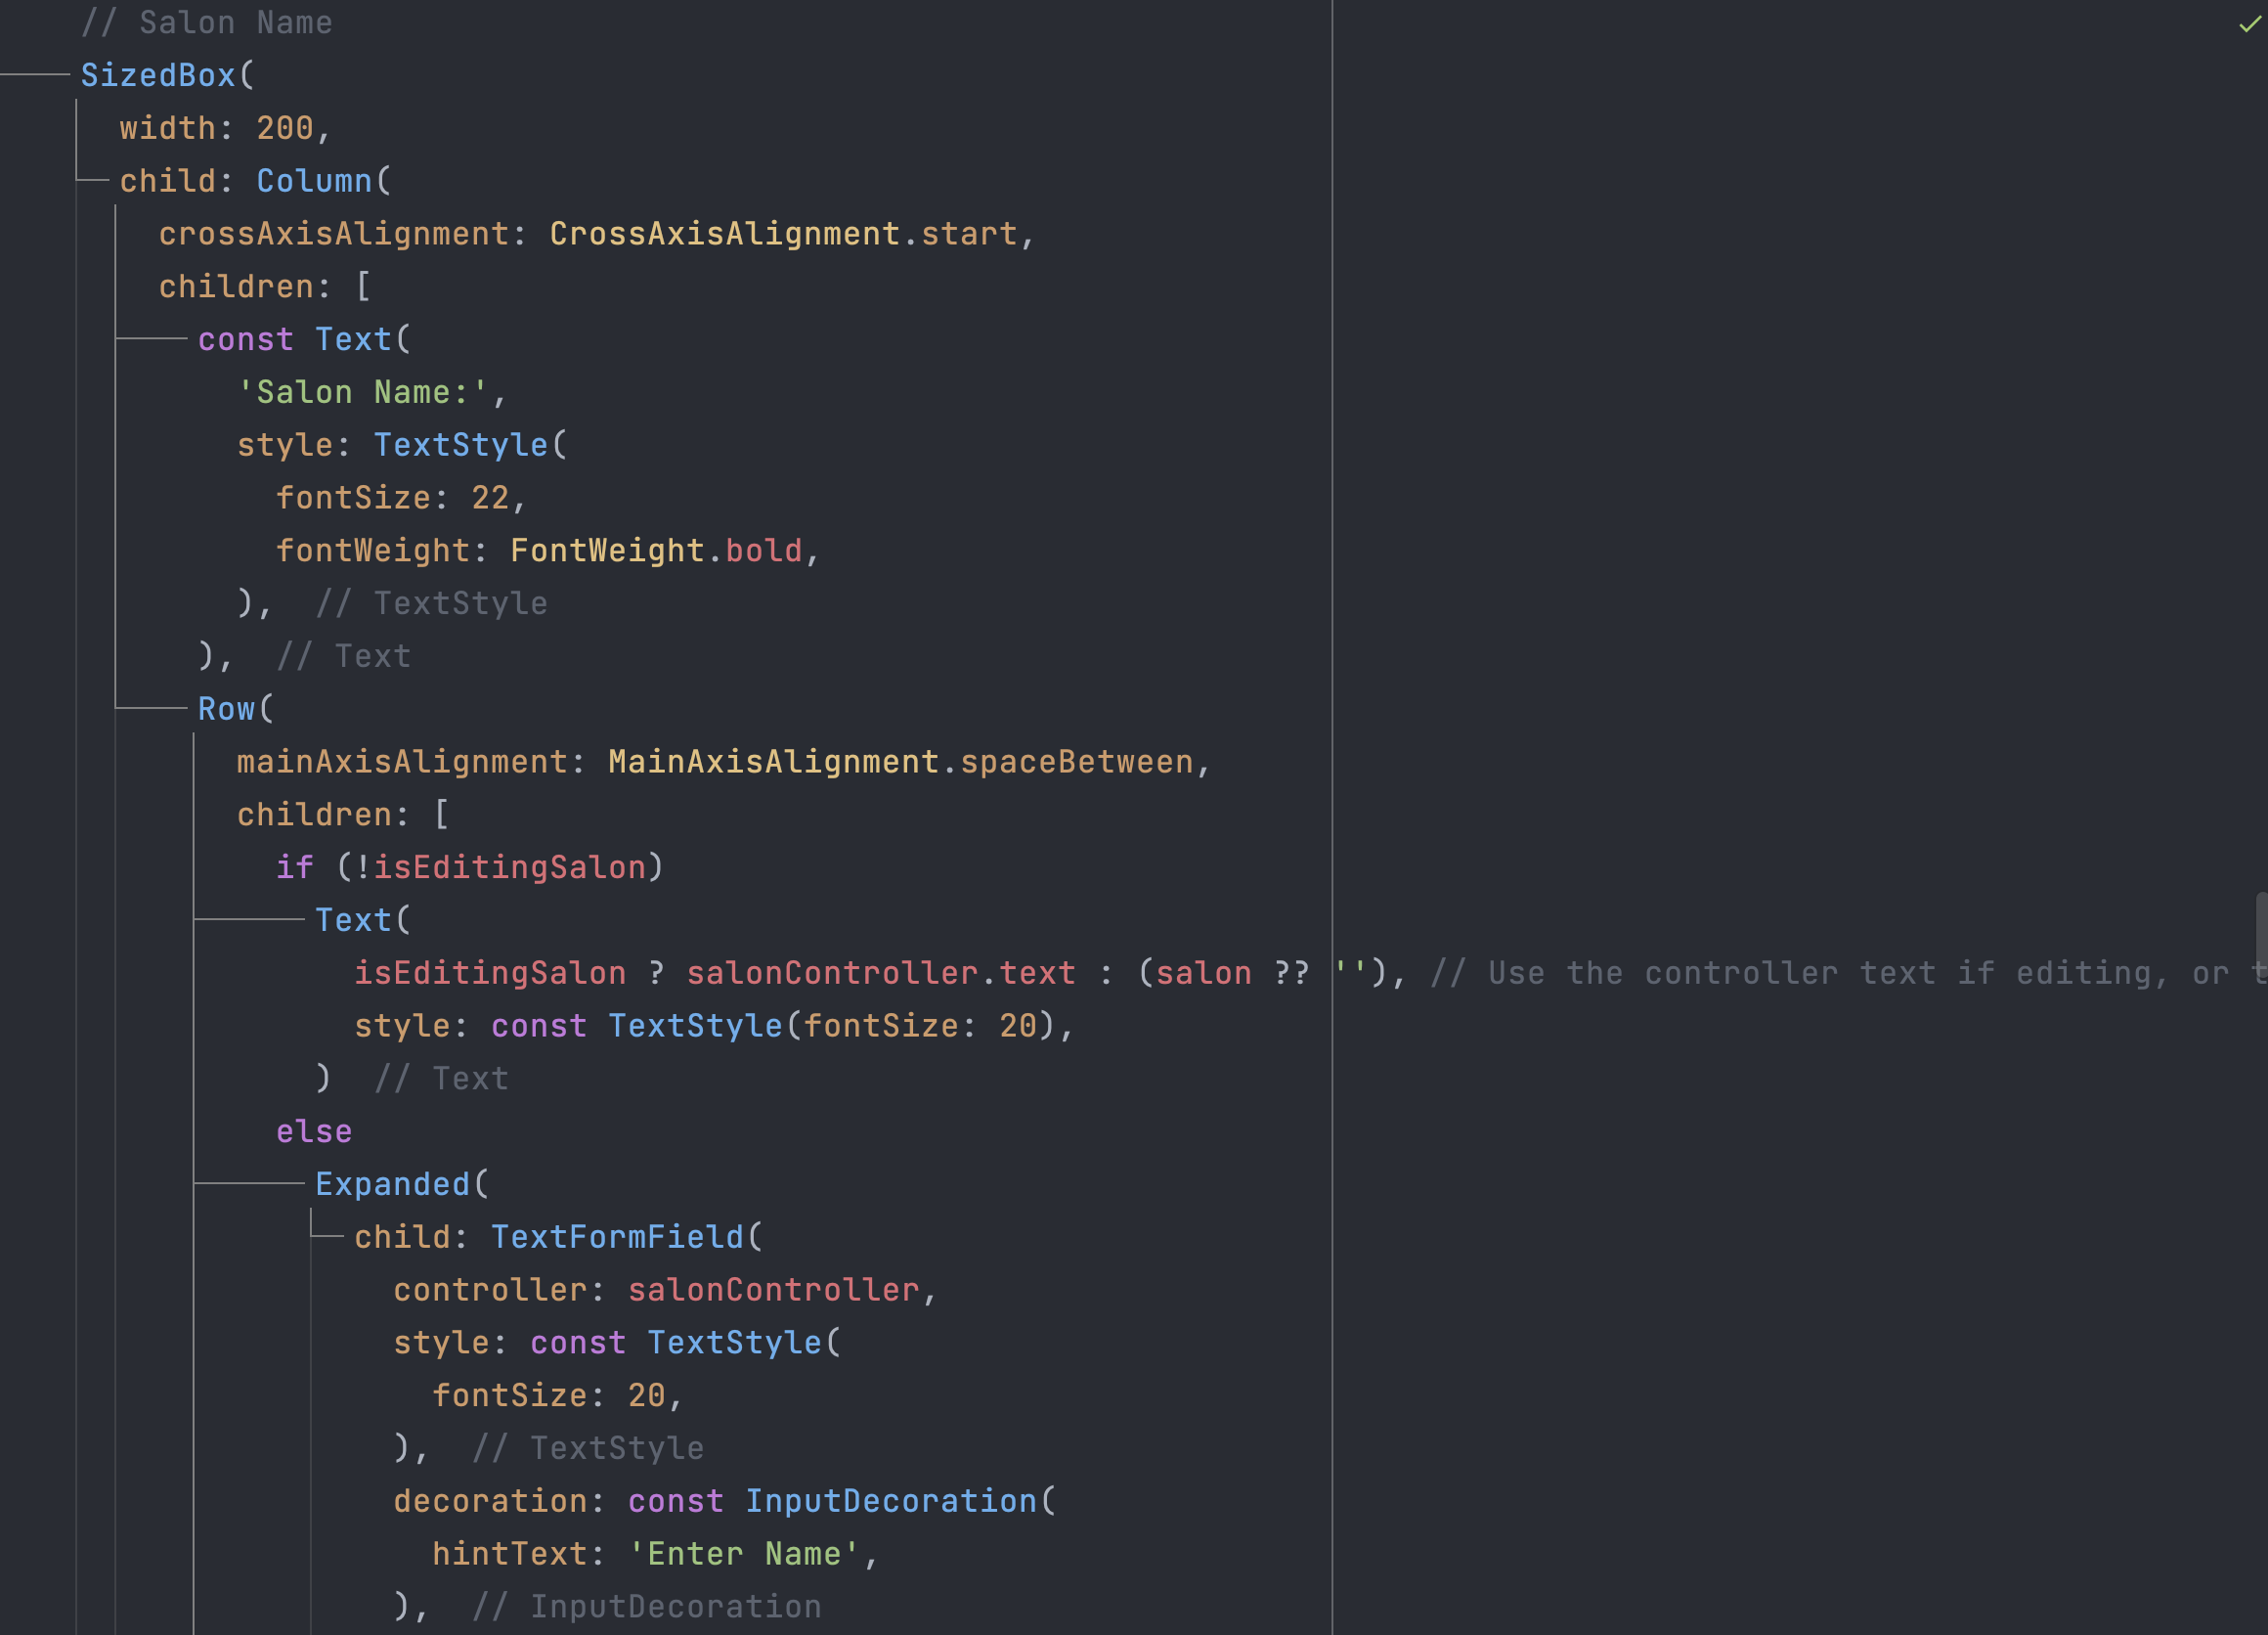 // Salon Name
SizedBox(
width: 200,
child: Column(
crossAxisAlignment: CrossAxisAlignment.start,
children: [
const Text(
'Salon Name:',
style: TextStyle(
fontSize: 22,
fontWeight: FontWeight.bold,
),  // TextStyle
),  // Text
Row(
mainAxisAlignment: MainAxisAlignment.spaceBetween,
children: [
if (!isEditingSalon)
Text(
isEditingSalon ? salonController.text : (salon ?? ''), // Use the controller text if editing, or
style: const TextStyle(fontSize: 20),
)  // Text
else
Expanded(
child: TextFormField(
controller: salonController,
style: const TextStyle(
fontSize: 20,
),  // TextStyle
decoration: const InputDecoration(
hintText: 'Enter Name',
),  // InputDecoration